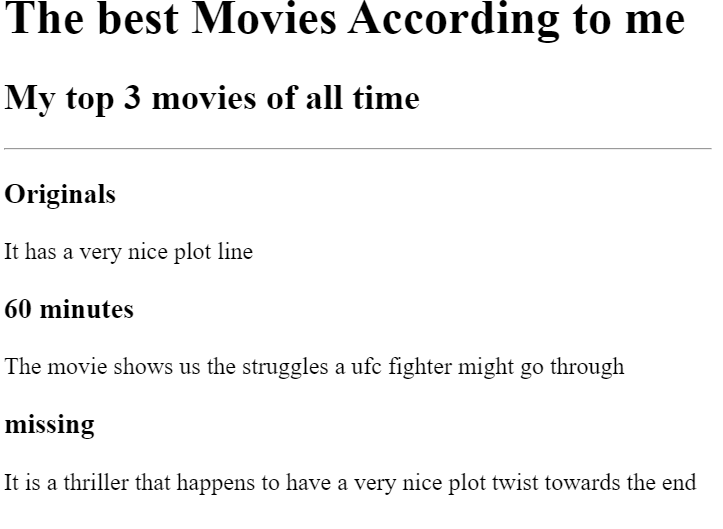 The best Movies According to me
My top 3 movies of all time
Originals
It has a very nice plot line
60 minutes
The movie shows us the struggles a ufc fighter might go through
missing
It is a thriller that happens to have a very nice plot twist towards the end